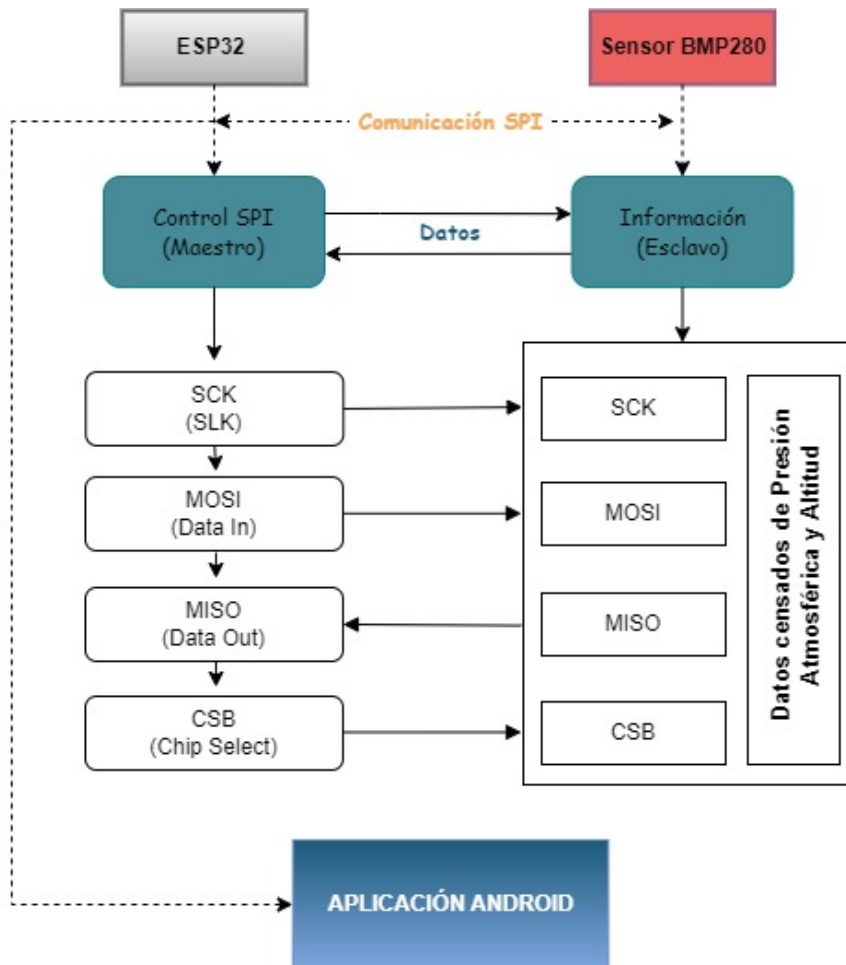 ESP32
Sensor BMP280
Comunicación SPI
Control SPI
(Maestro)
Datos
Información
(Esclavo)
SCK
(SLK)
SCK
MOSI
(Data In)
MOSI
MISO
(Data Out)
MISO
CSB
(Chip Select)
CSB
Datos censados de Presión
Atmosférica y Altitud
APLICACIÓN ANDROID